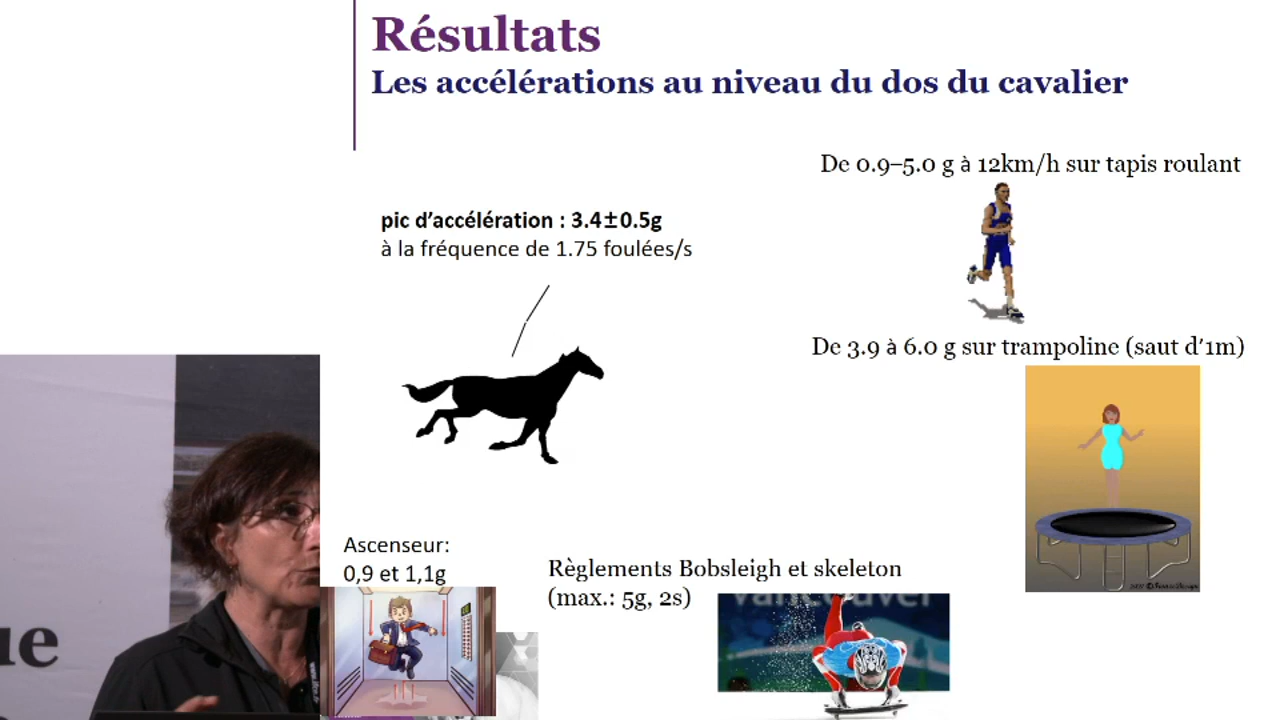 Résultats
Les accélérations au niveau du dos du cavalier
De 0.9–5.0 g à 12km/h sur tapis roulant
pic d’accélération : 3.4±0.5g
à la fréquence de 1.75 foulées/s
De 3.9 à 6.0 g sur trampoline (saut d'1m)
Ascenseur:
0,9 et 1,1g
Règlements Bobsleigh et skeleton
(max.: 5g, 2s)
vancouver
ue